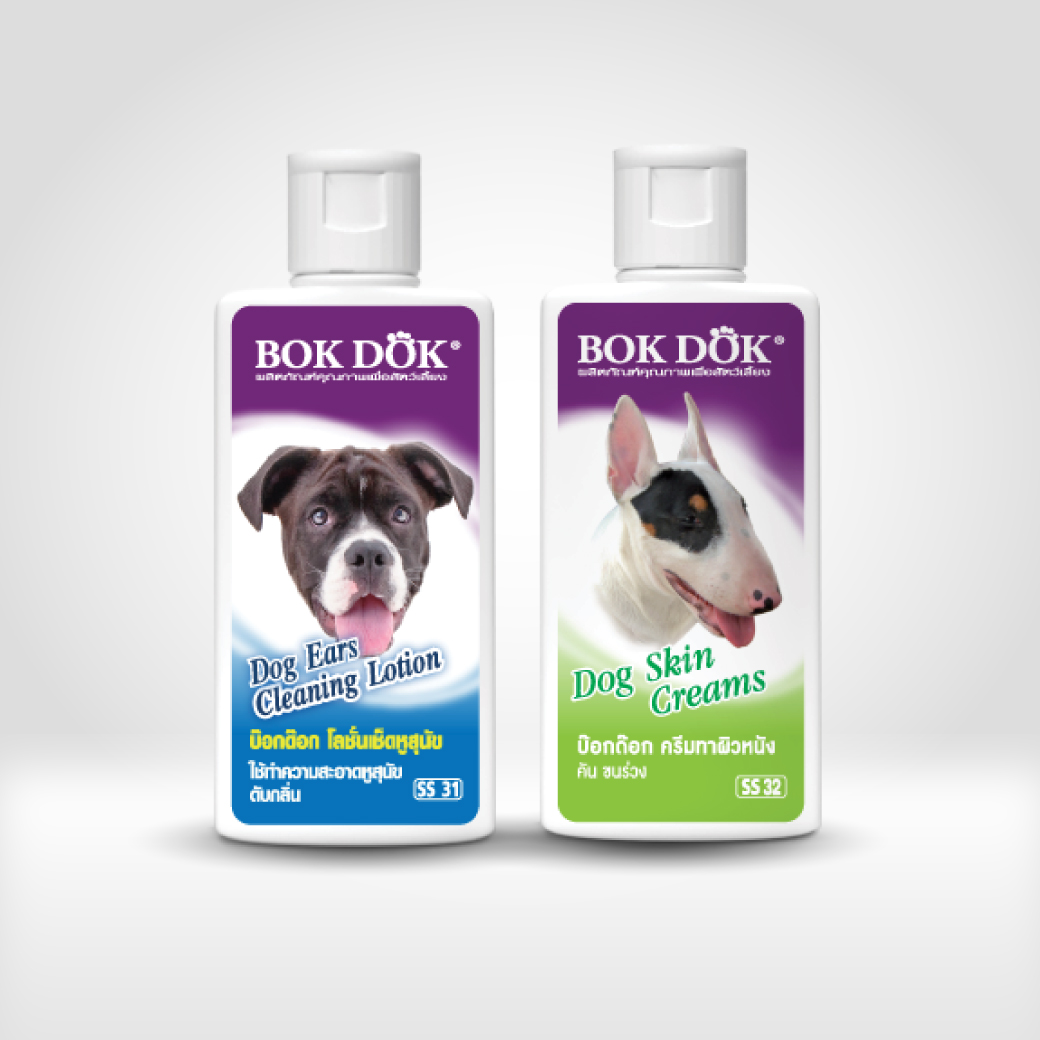 BOK DOK®
ผลิตภัณฑ์คุณภาพเพื่อสัตว์เลี้ยง
Dog Ears
Cleaning Lotion
บ๊อกด๊อก โลชั่นเช็ดหูสุนัข
ใช้ทำความสะอาดหูสุนัข
ดับกลิ่น
SS 31
BOK DOK®
ผลิตภัณฑ์คุณภาพเพื่อสัตว์เลี้ยง
Dog Skin
Creams
บ๊อกด๊อก ครีมทาผิวหนัง
คัน ขนร่วง
SS 32